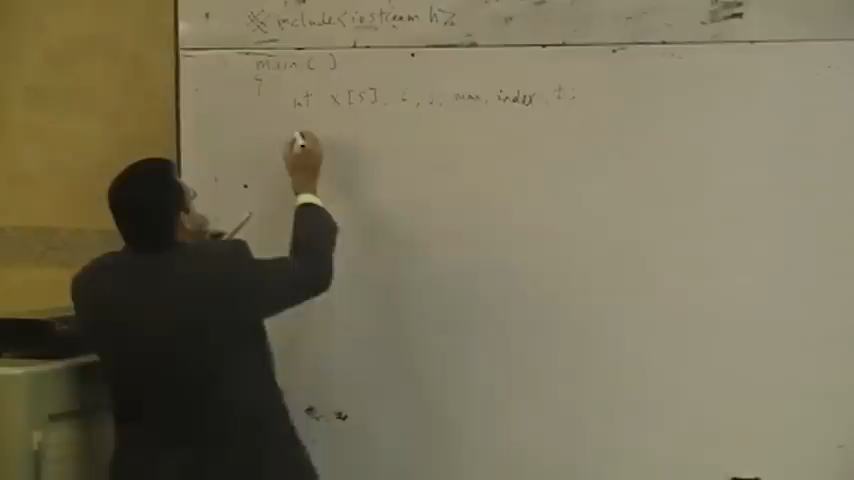 # include<iostream.h>
main ( )
{
int x[5], i, j, max, index, t;